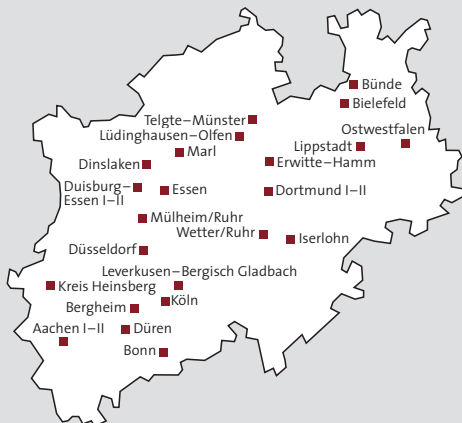 Bünde
Bielefeld
Telgte–Münster
Ostwestfalen
Lüdinghausen–Olfen
Lippstadt
Marl
Erwitte–Hamm
Dinslaken
Duisburg–
Essen I–II
Essen
Dortmund I–II
Mülheim/Ruhr
Wetter/Ruhr
Iserlohn
Düsseldorf
Leverkusen–Bergisch Gladbach
Kreis Heinsberg
Köln
Bergheim
Aachen I–II
Düren
Bonn